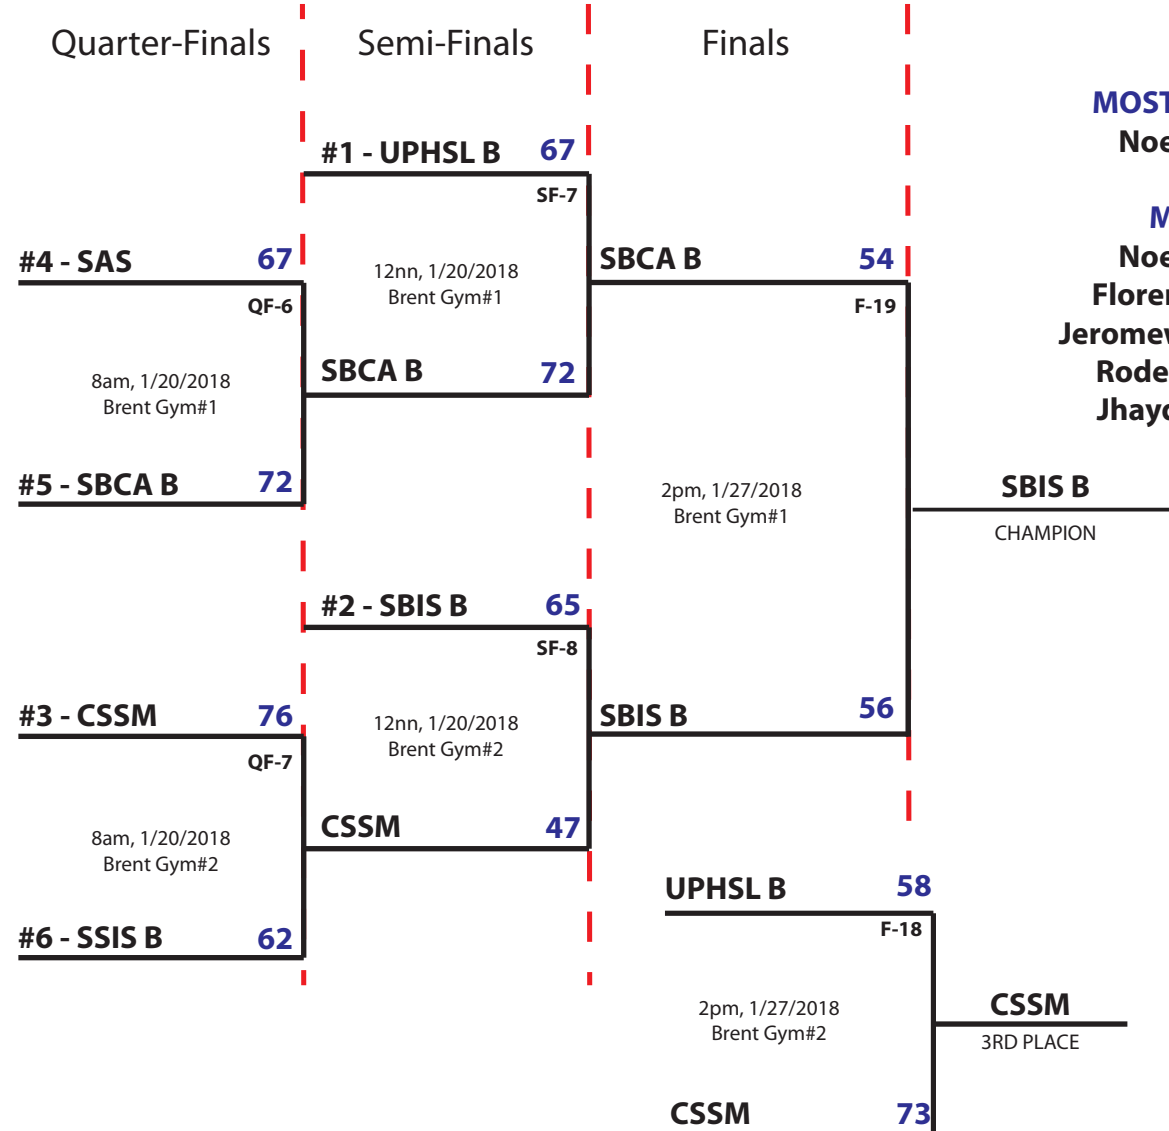 Quarter-Finals
Semi-Finals
Finals
MOST
#1 - UPHSL B 67
SF-7
12nn, 1/20/2018
Brent Gym#1
SBCA B 72
#4 - SAS 67
QF-6
8am, 1/20/2018
Brent Gym#1
#5 - SBCA B 72
SBCA B 54
F-19
2pm, 1/27/2018
Brent Gym#1
SBIS B 56
SBIS B
CHAMPION
#2 - SBIS B 65
SF-8
12nn, 1/20/2018
Brent Gym#2
CSSM 47
#3 - CSSM 76
QF-7
8am, 1/20/2018
Brent Gym#2
#6 - SSIS B 62
UPHSL B 58
F-18
2pm, 1/27/2018
Brent Gym#2
CSSM 73
CSSM
3RD PLACE